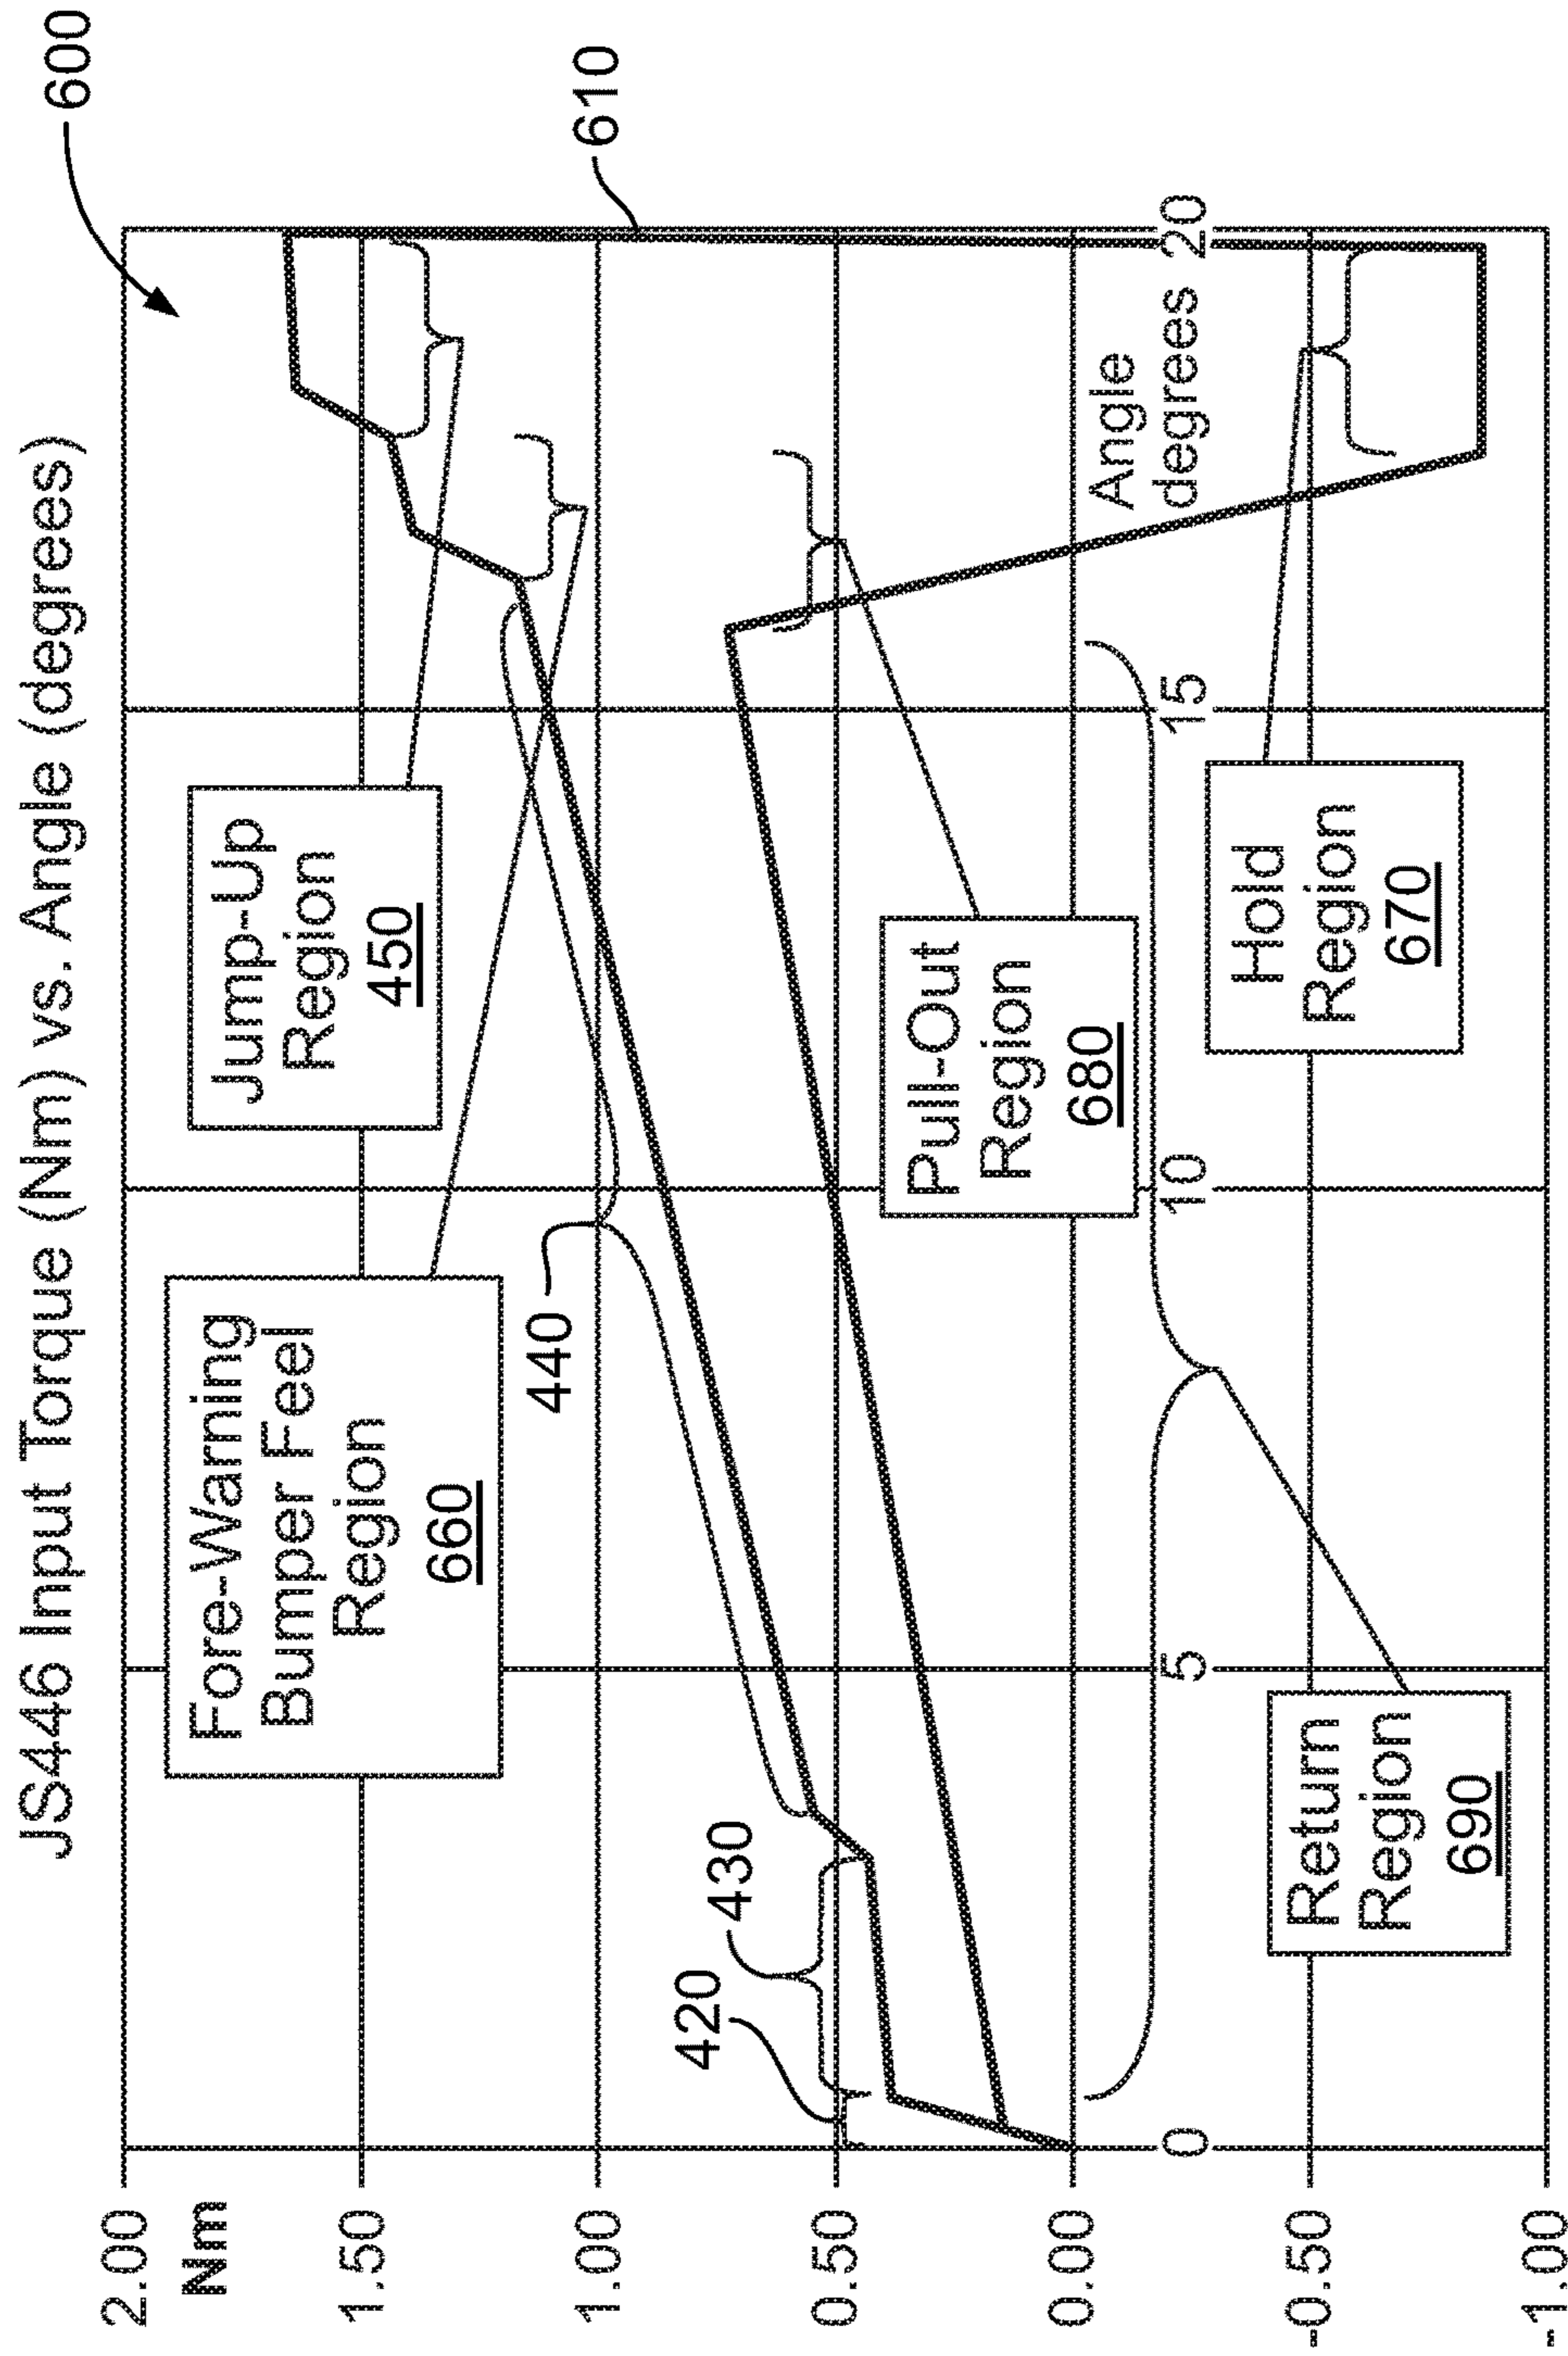 JS446 Input Torque (Nm) vs. Angle (degrees)
600
2.00
Nm
1.50
1.00
0.50
0.00
-0.50
-1.00
Fore-Warning
Bumper Feel
Region
660
Jump-Up
Region
450
610
440
430
420
Pull-Out
Region
680
Angle
degrees
0
5
10
15
20
Return
Region
690
Hold
Region
670